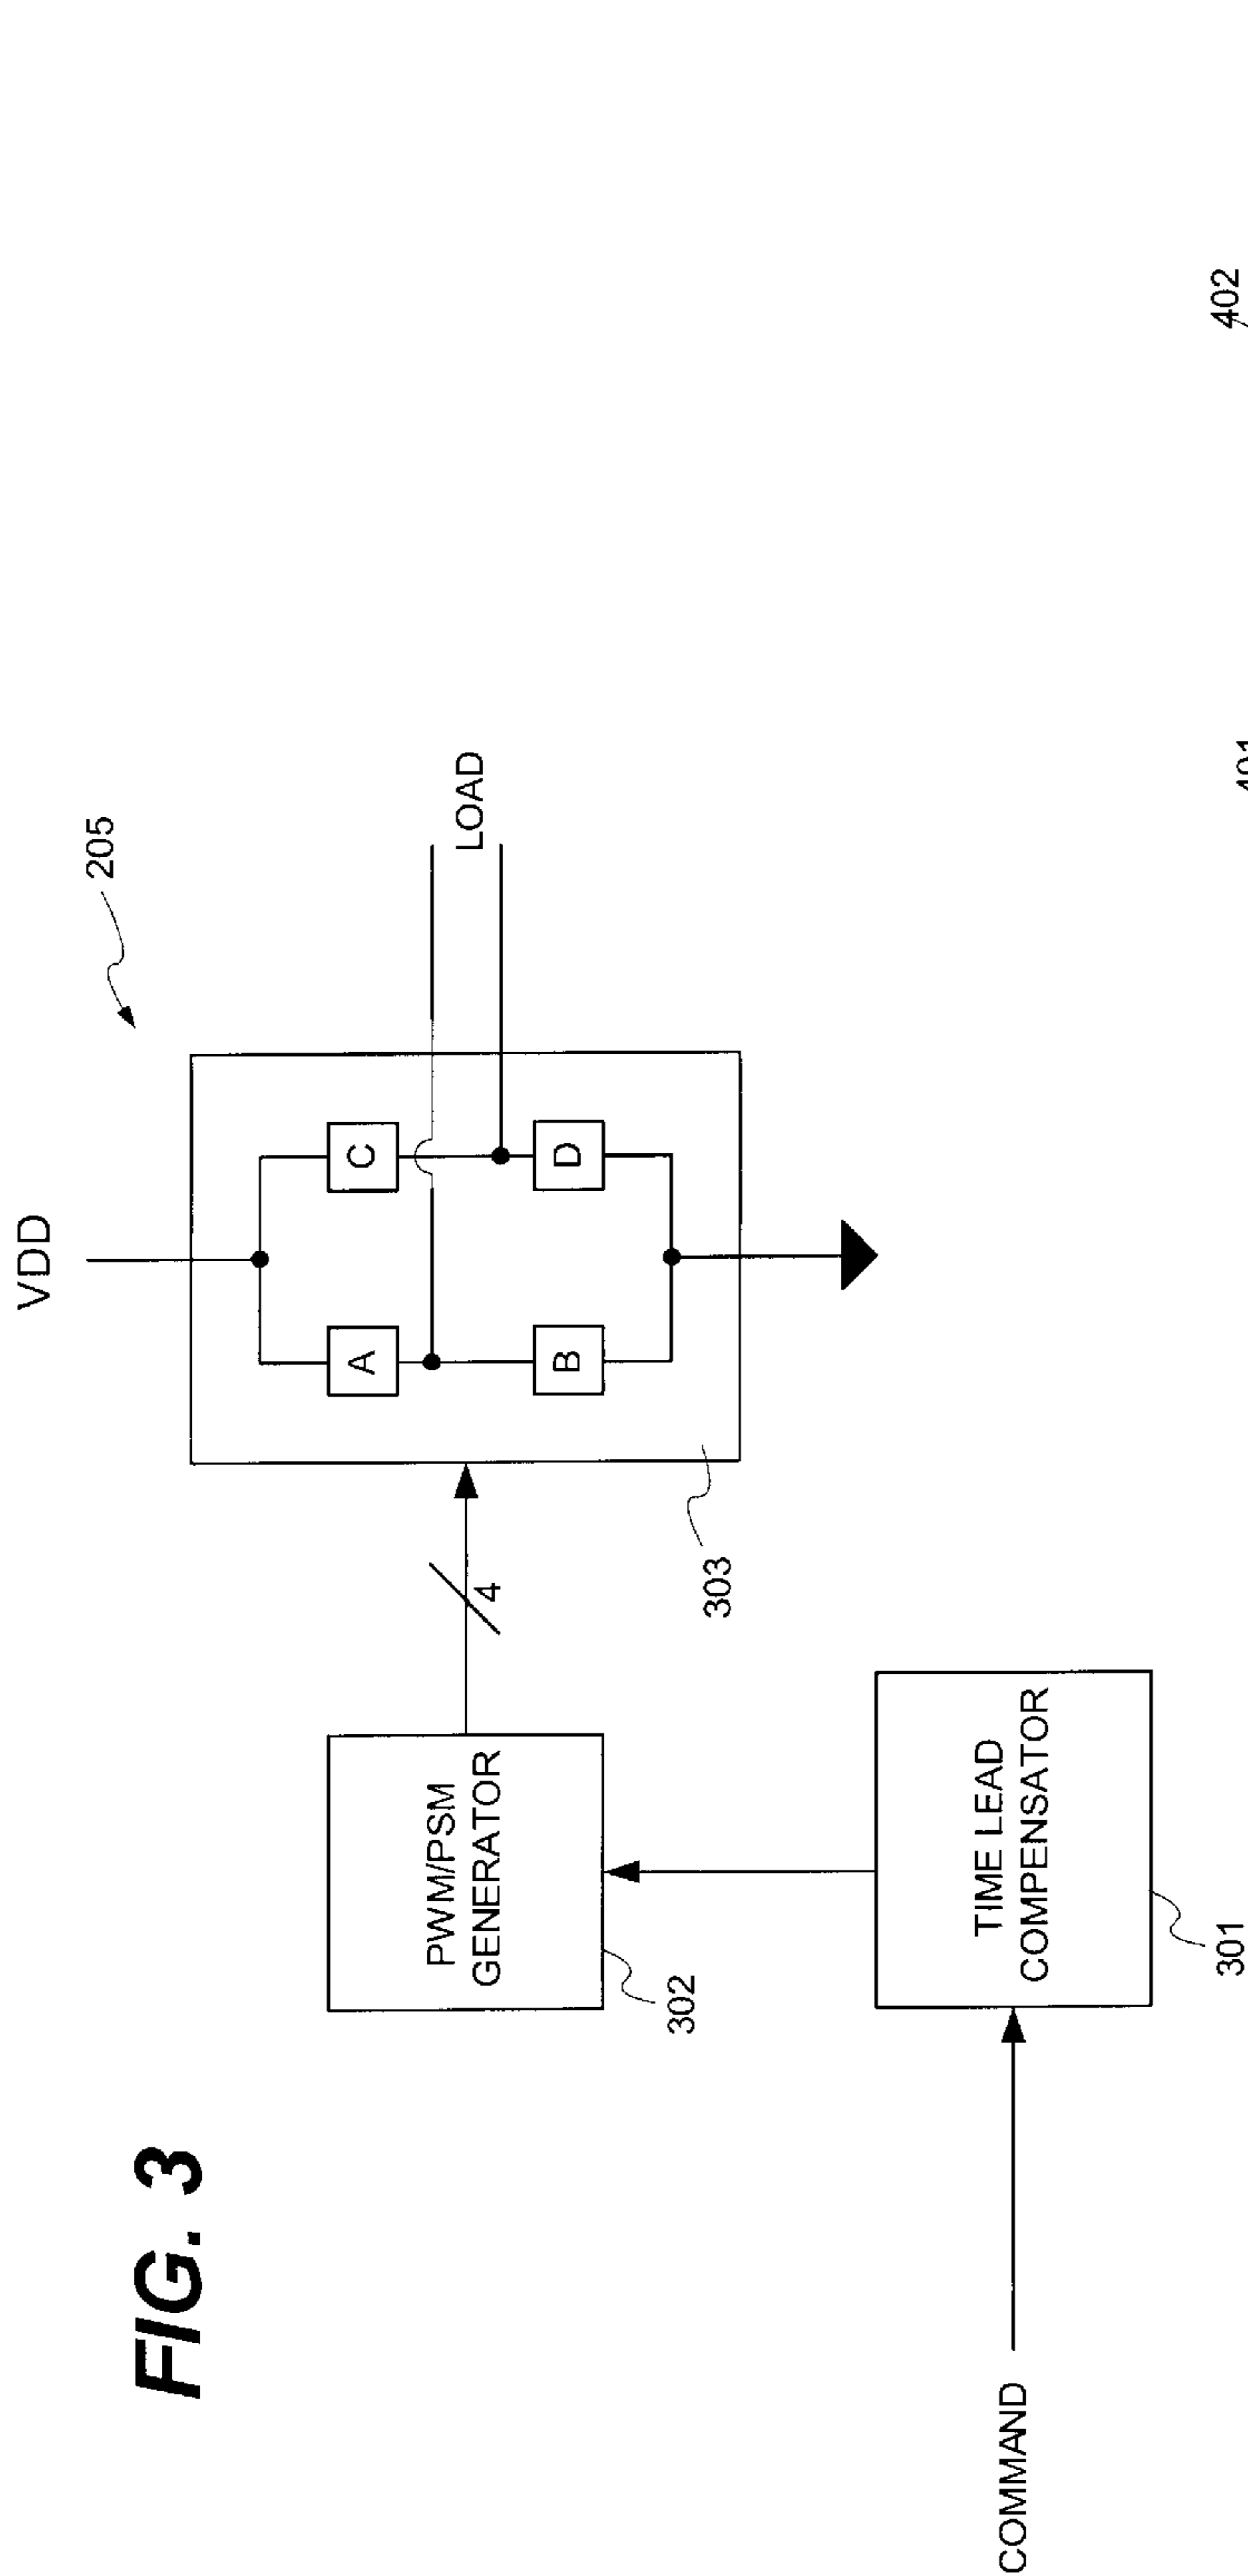 FIG. 3
VDD
205
A
C
B
D
LOAD
4
303
PWM/PSM
GENERATOR
302
TIME LEAD
COMPENSATOR
301
COMMAND
402